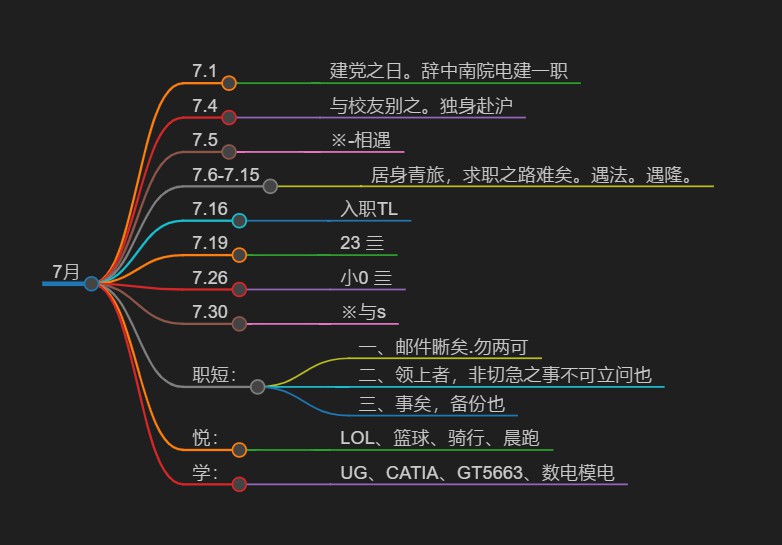 7月
7.1 建党之日。辞中南院电建一职
7.4 与校友别之。独身赴沪
7.5 ※-相遇
7.6-7.15 居身青旅，求职之路难矣。遇法。遇隆。
7.16 入职TL
7.19 23 亖
7.26 小0 亖
7.30 ※与s
职短：
一、邮件晰矣.勿两可
二、领上者，非切急之事不可立问也
三、事矣，备份也
悦： LOL、篮球、骑行、晨跑
学： UG、CATIA、GT5663、数电模电